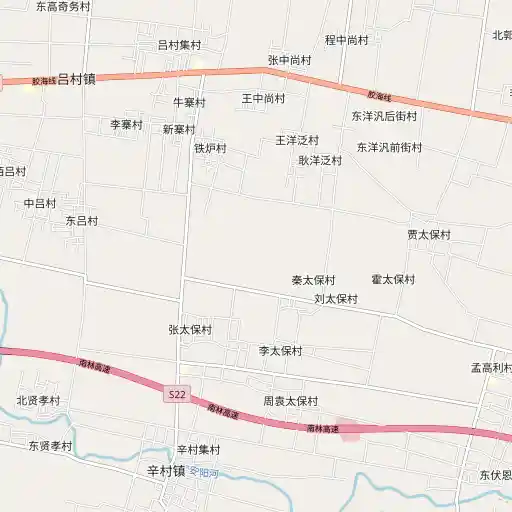 东高奇务村
吕村集村
程中尚村
北郭
张中尚村
吕村镇
胶海线
胶海线
牛寨村
王中尚村
李寨村
新寨村
东洋汎后街村
铁炉村
王洋泛村
东洋汎前街村
耿洋泛村
吕村
中吕村
东吕村
贾太保村
秦太保村
霍太保村
刘太保村
张太保村
李太保村
南林高速
孟高利村
S22
北贤孝村
周袁太保村
南林高速
南林高速
东贤孝村
辛村集村
辛村镇
阳河
东伏恩